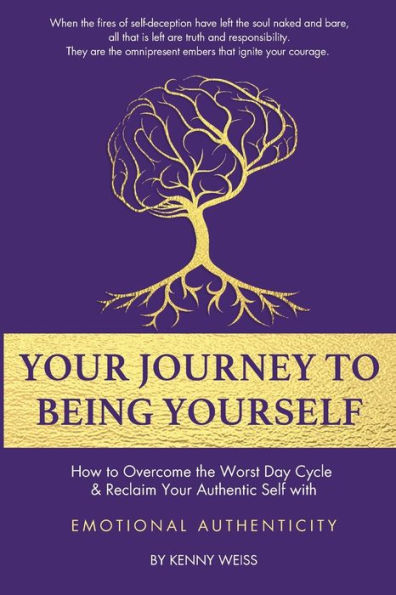 When the fires of self-deception have left the soul naked and bare,
all that is left are truth and responsibility.
They are the omnipresent embers that ignite your courage.
YOUR JOURNEY TO
BEING YOURSELF
How to Overcome the Worst Day Cycle
& Reclaim Your Authentic Self with
EMOTIONAL AUTHENTICITY
BY KENNY WEISS